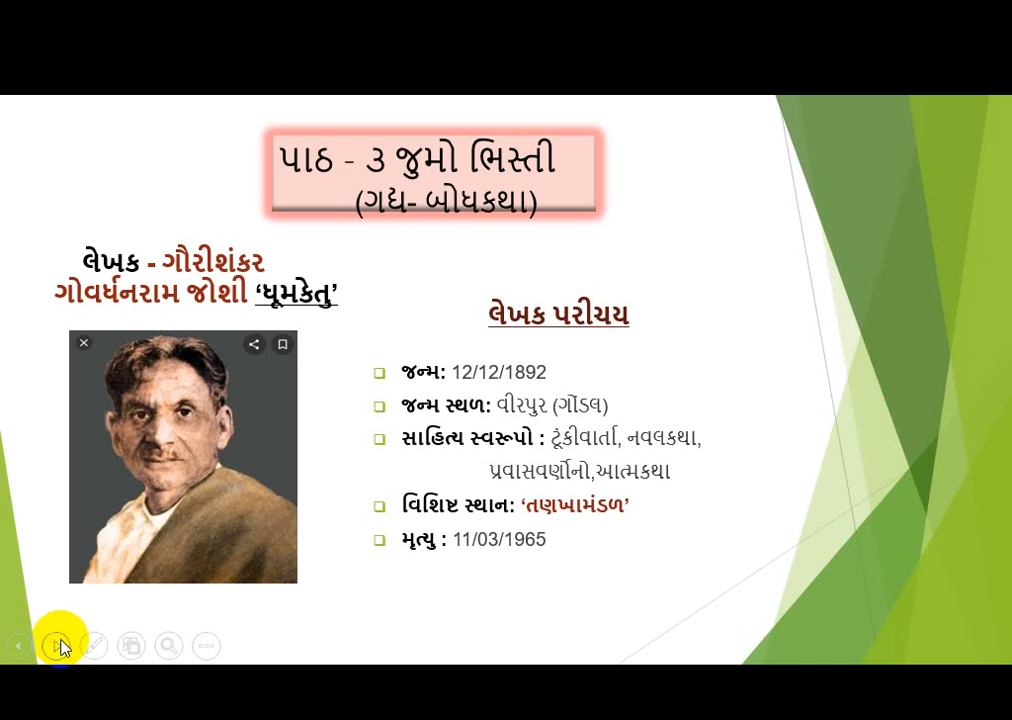 પાઠ - ૩ જુમો ભિસ્તી
(ગદ્ય- બોધકથા)
લેખક - ગૌરીશંકર
ગોવર્ધનરામ જોશી ‘ધૂમકેતુ’
લેખક પરીચય
જન્મ: 12/12/1892
જન્મ સ્થળ: વીરપુર (ગોંડલ)
સાહિત્ય સ્વરૂપો : ટૂંકીવાર્તા, નવલકથા,
પ્રવાસવર્ણોનો,આત્મકથા
વિશિષ્ટ સ્થાન: ‘તણખામંડળ’
મૃત્યુ : 11/03/1965